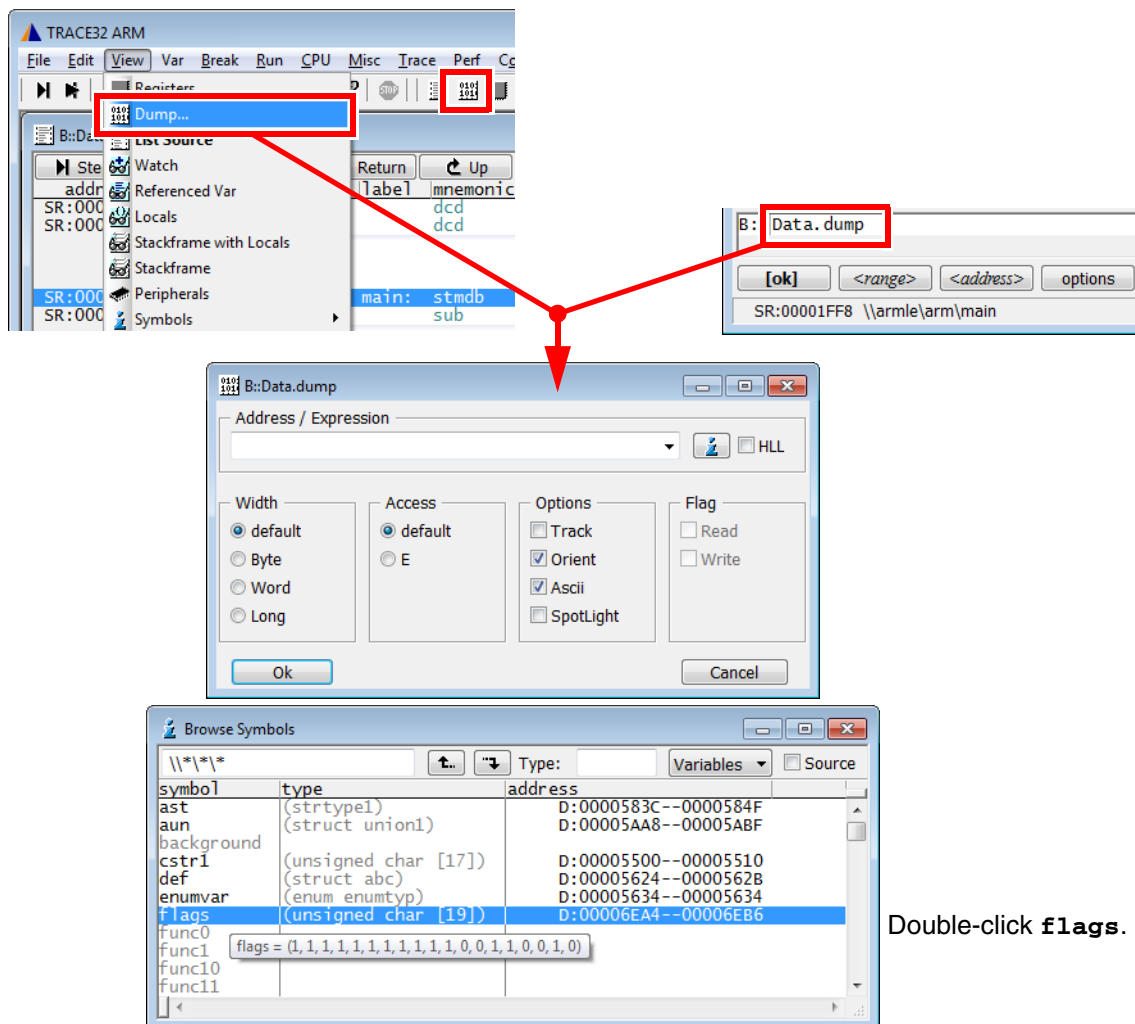 TRACE32 ARM
File Edit View Var Break Run CPU Misc Trace Perf
Registers
Dump...
List Source
Watch
Referenced Var
Locals
Stackframe with Locals
Stackframe
Peripherals
Symbols
Return Up
label mnemonic
SR:000 dcd
SR:000 dcd
SR:000 main: stmdb
SR:000 sub
B: Data.dump
[ok] <range> <address> options
SR:00001FF8 \\armle\arm\main
B::Data.dump
Address / Expression
HLL
Width Access Options Flag
default default Track Read
Byte E Orient Write
Word Ascii
Long SpotLight
Ok Cancel
Browse Symbols
\\*\*\* Type: Variables Source
symbol type address
ast (strtype1) D:0000583C--0000584F
aun (struct union1) D:00005AA8--00005ABF
background
cstr1 (unsigned char [17]) D:00005500--00005510
def (struct abc) D:00005624--0000562B
enumvar (enum enumtyp) D:00005634--00005634
flags (unsigned char [19]) D:00006EA4--00006EB6
func0
func1 flags = (1, 1, 1, 1, 1, 1, 1, 1, 1, 1, 1, 0, 0, 1, 1, 0, 0, 1, 0)
func10
func11
Double-click flags.